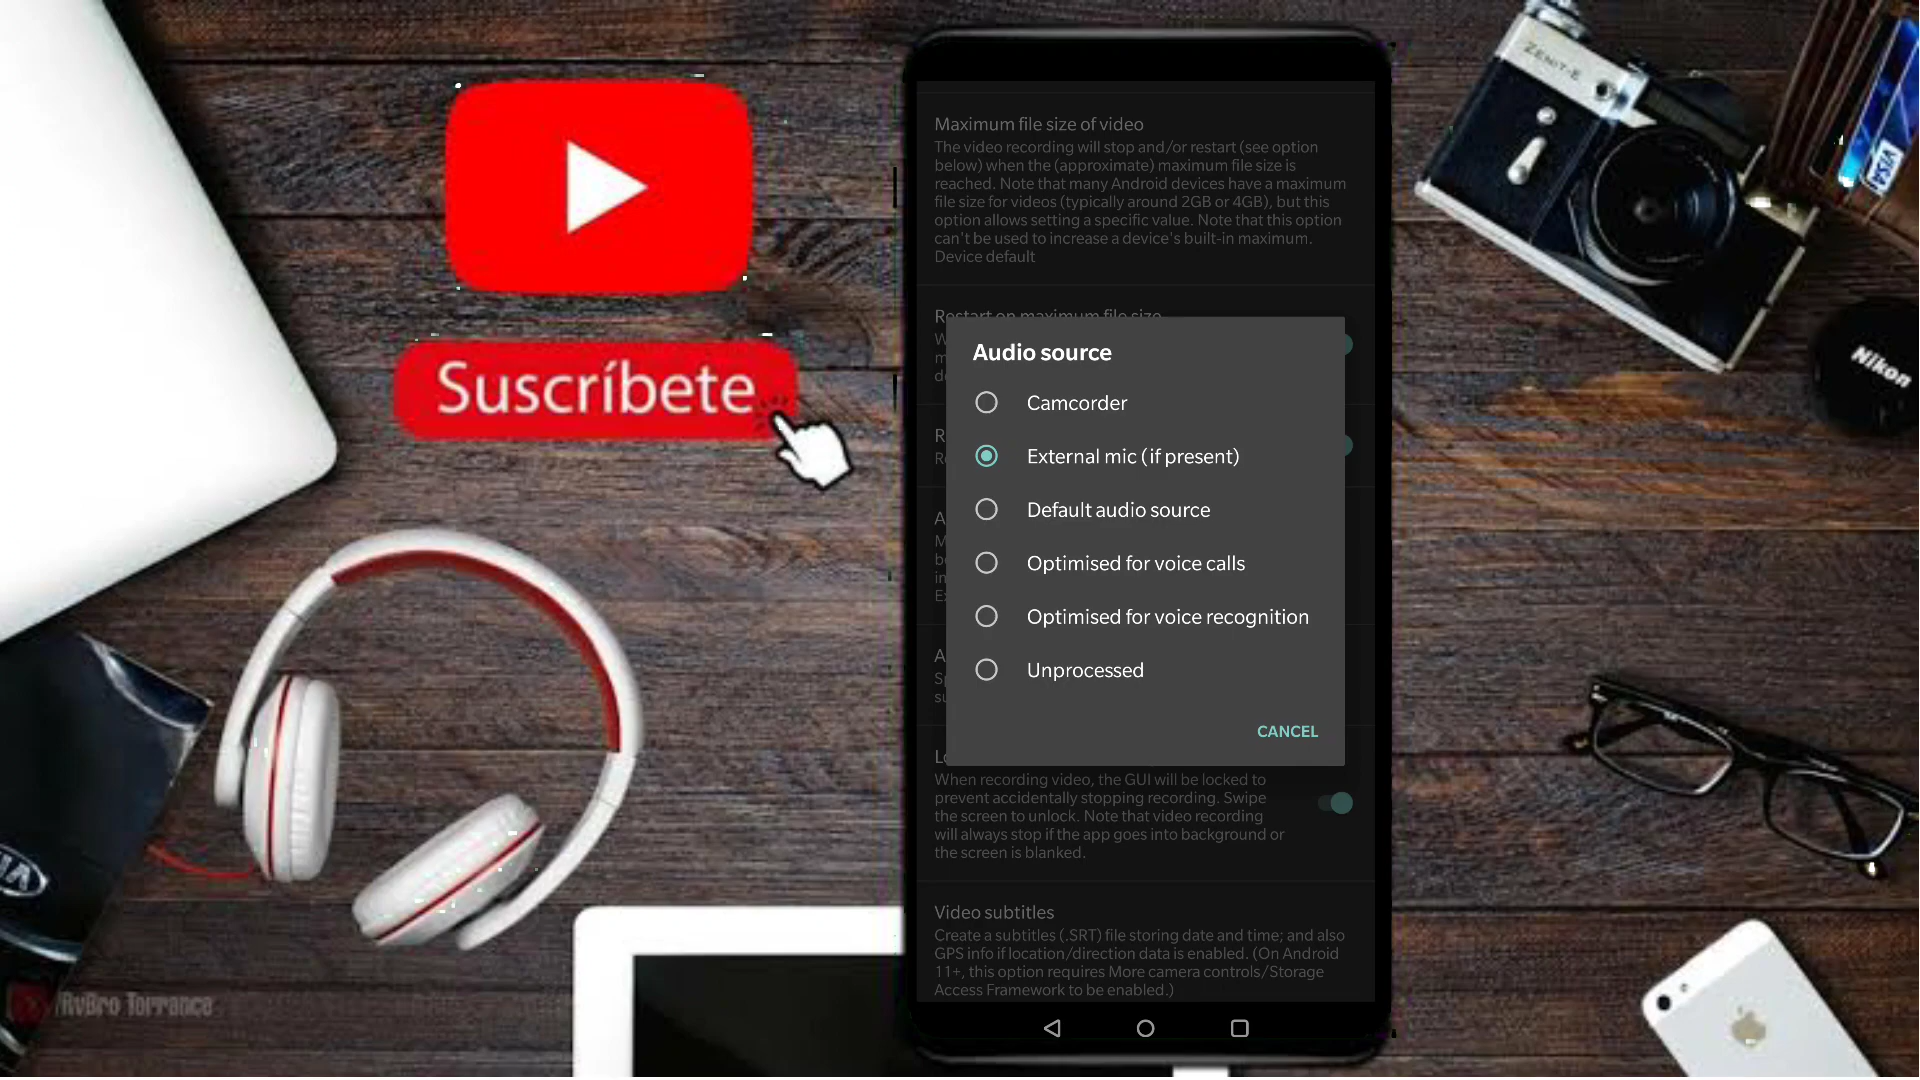 Suscríbete
ZENIT-E
VISA
Nikon
Maximum file size of video
The video recording will stop and/or restart (see option
below) when the (approximate) maximum file size is
reached. Note that many Android devices have a maximum
file size for videos (typically around 2GB or 4GB), but this
option allows setting a specific value. Note that this option
can't be used to increase a device's built-in maximum.
Device default
Restart on maximum file size
Audio source
Camcorder
External mic (if present)
Default audio source
Optimised for voice calls
Optimised for voice recognition
Unprocessed
CANCEL
When recording video, the GUI will be locked to
prevent accidentally stopping recording. Swipe
the screen to unlock. Note that video recording
will always stop if the app goes into background or
the screen is blanked.
Video subtitles
Create a subtitles (.SRT) file storing date and time; and also
GPS info if location/direction data is enabled. (On Android
11+, this option requires More camera controls/Storage
Access Framework to be enabled.)
RvBro Torrance